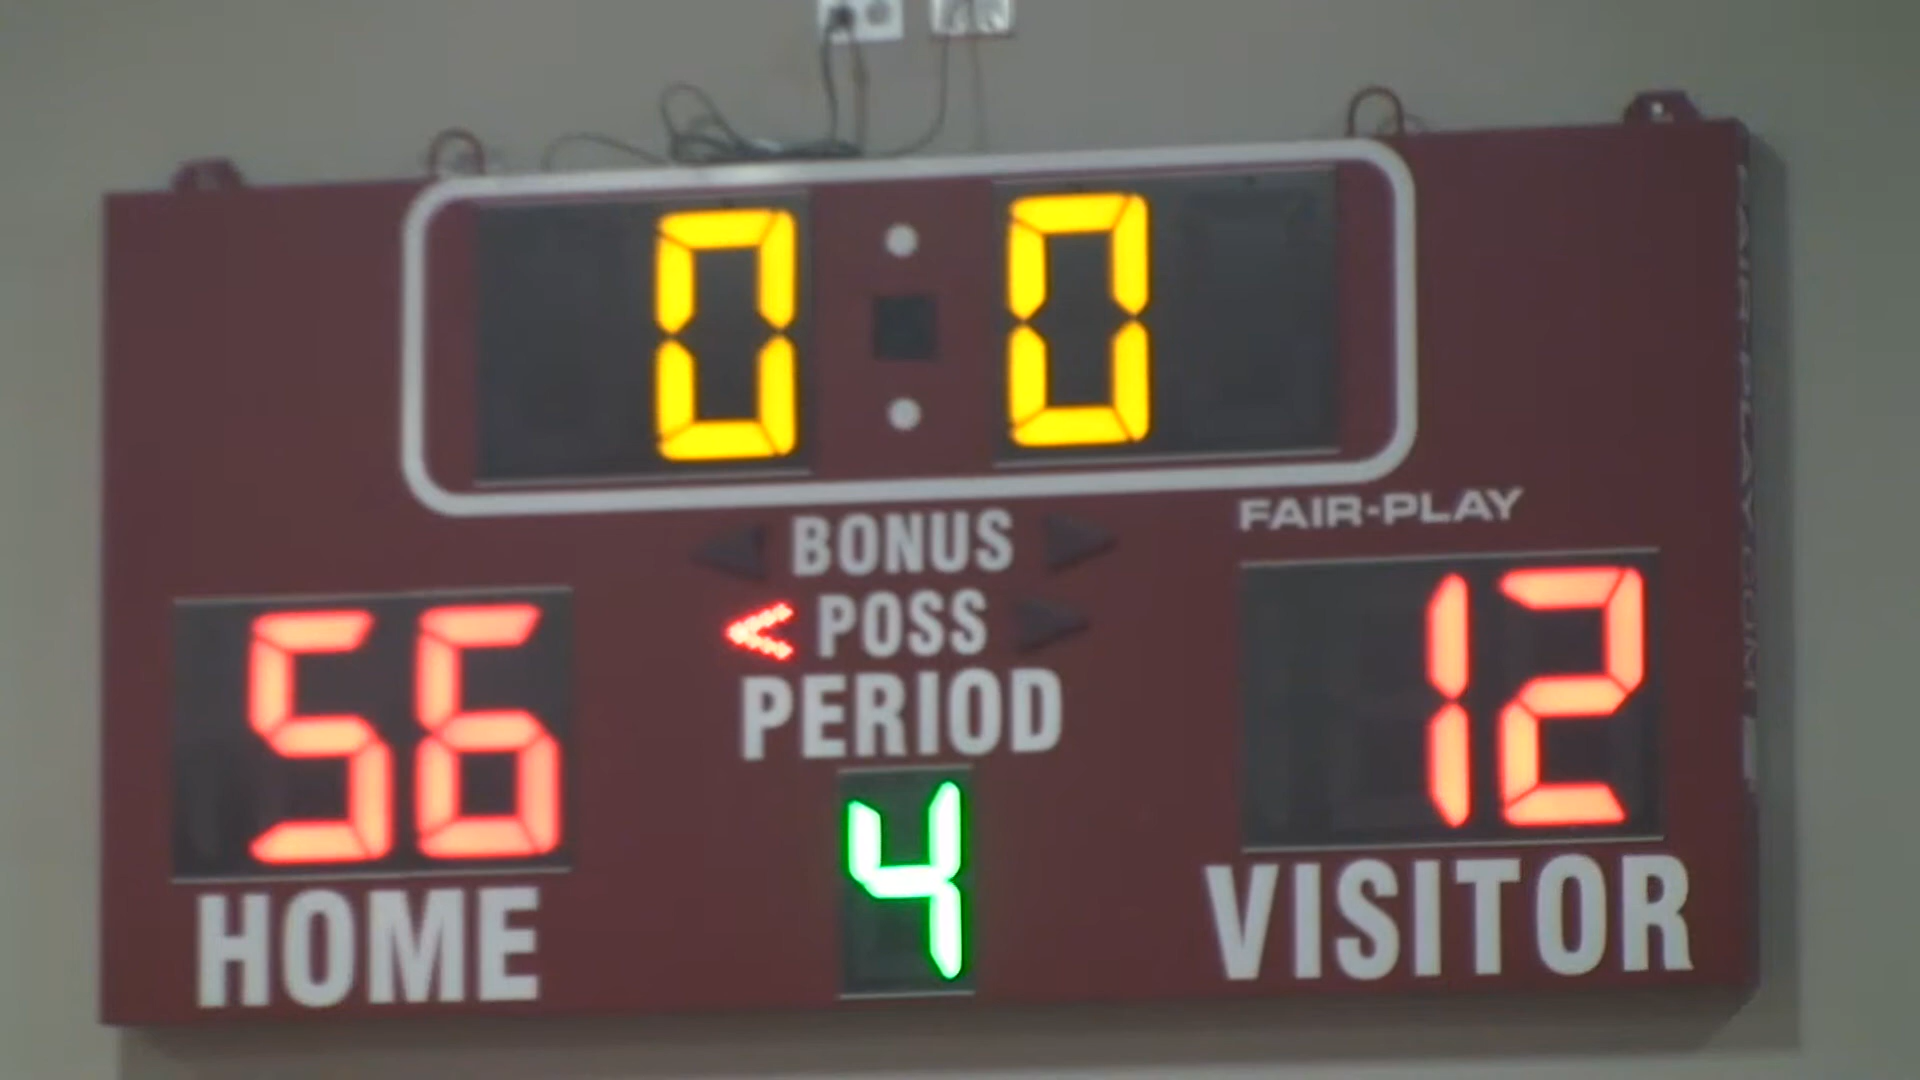 0:0
BONUS
FAIR-PLAY
56 < POSS 12
PERIOD
4
HOME VISITOR